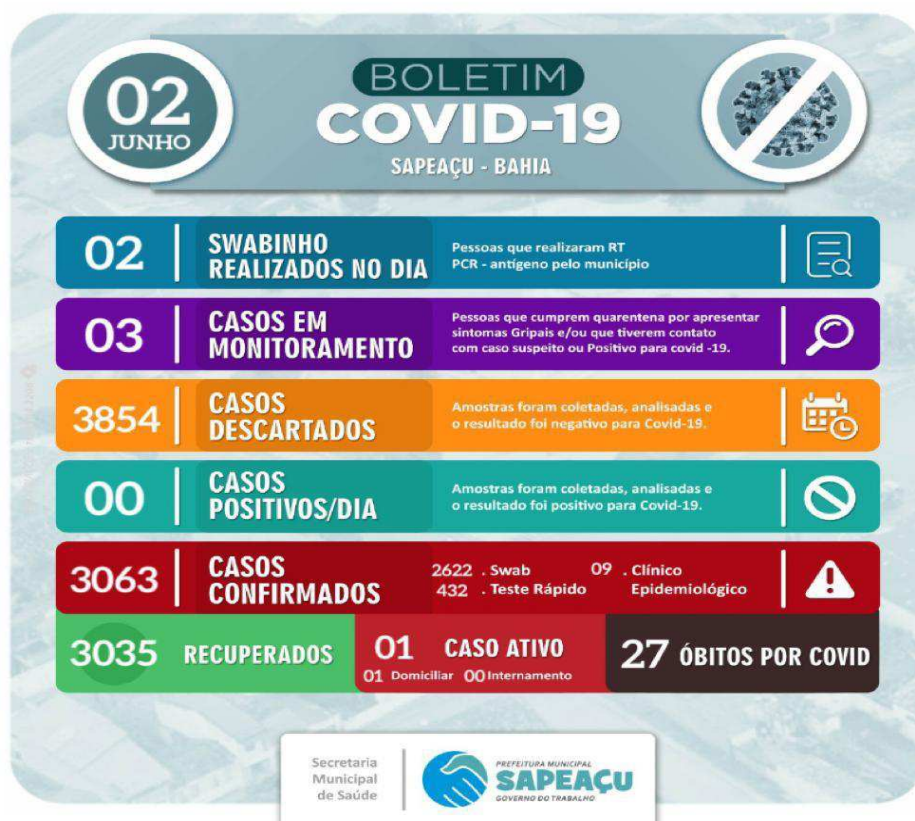 02
JUNHO
BOLETIM
COVID-19
SAPEAÇU - BAHIA
02
SWABINHO
REALIZADOS NO DIA
Pessoas que realizaram RT
PCR - antígeno pelo município
03
CASOS EM
MONITORAMENTO
Pessoas que cumprem quarentena por apresentar
sintomas Gripais e/ou que tiverem contato
com caso suspeito ou Positivo para covid -19.
3854
CASOS
DESCARTADOS
Amostras foram coletadas, analisadas e
o resultado foi negativo para Covid-19.
00
CASOS
POSITIVOS/DIA
Amostras foram coletadas, analisadas e
o resultado foi positivo para Covid-19.
3063
CASOS
CONFIRMADOS
2622 . Swab
432 . Teste Rápido
09 . Clínico
Epidemiológico
3035 RECUPERADOS
01 CASO ATIVO
01 Domiciliar 00 Internamento
27 ÓBITOS POR COVID
Secretaria
Municipal
de Saúde
PREFEITURA MUNICIPAL
SAPEAÇU
GOVERNO DO TRABALHO